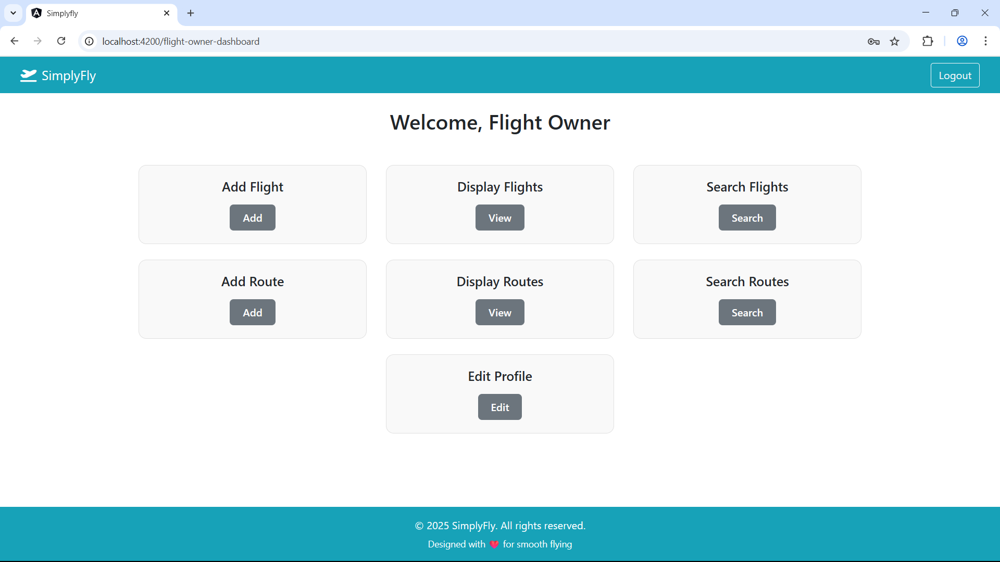 Simplyfly
localhost:4200/flight-owner-dashboard
SimplyFly
Logout
Welcome, Flight Owner
Add Flight
Display Flights
Search Flights
Add
View
Search
Add Route
Display Routes
Search Routes
Add
View
Search
Edit Profile
Edit
© 2025 SimplyFly. All rights reserved.
Designed with 💖 for smooth flying